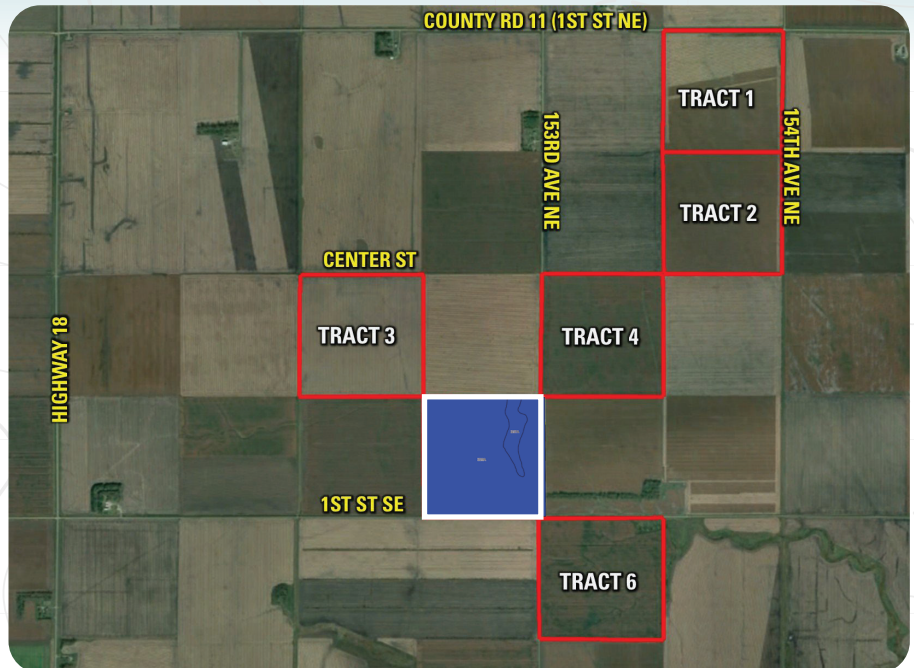 COUNTY RD 11 (1ST ST NE)
TRACT 1
153RD AVE NE
154TH AVE NE
TRACT 2
CENTER ST
HIGHWAY 18
TRACT 3
TRACT 4
1ST ST SE
TRACT 6